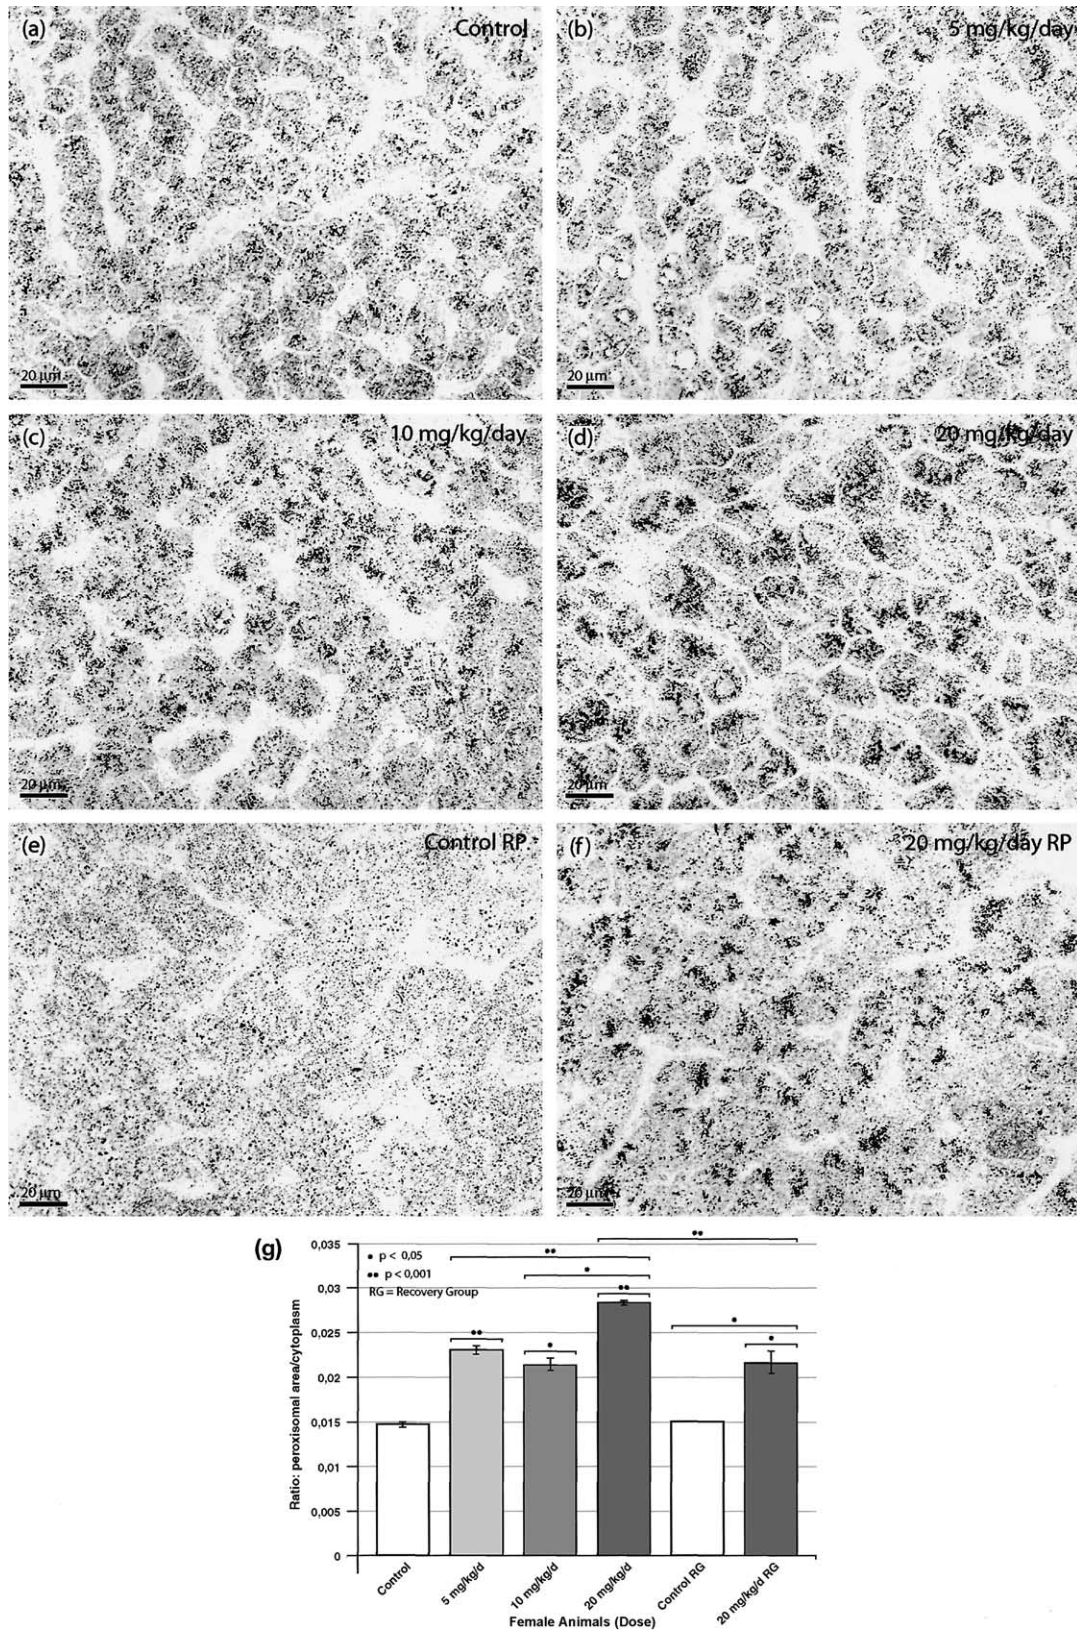 (a)
Control
(b)
5 mg/kg/day
20 µm
20 µm
(c)
10 mg/kg/day
(d)
20 mg/kg/day
20 µm
20 µm
(e)
Control RP
(f)
20 mg/kg/day RP
20 µm
20 µm
(g)
0,035
0,03
0,025
0,02
0,015
0,01
0,005
0
Ratio: peroxisomal area/cytoplasm
• p < 0,05
•• p < 0,001
RG = Recovery Group
••
•
••
•
••
••
•
•
Control
5 mg/kg/d
10 mg/kg/d
20 mg/kg/d
Control RG
20 mg/kg/d RG
Female Animals (Dose)